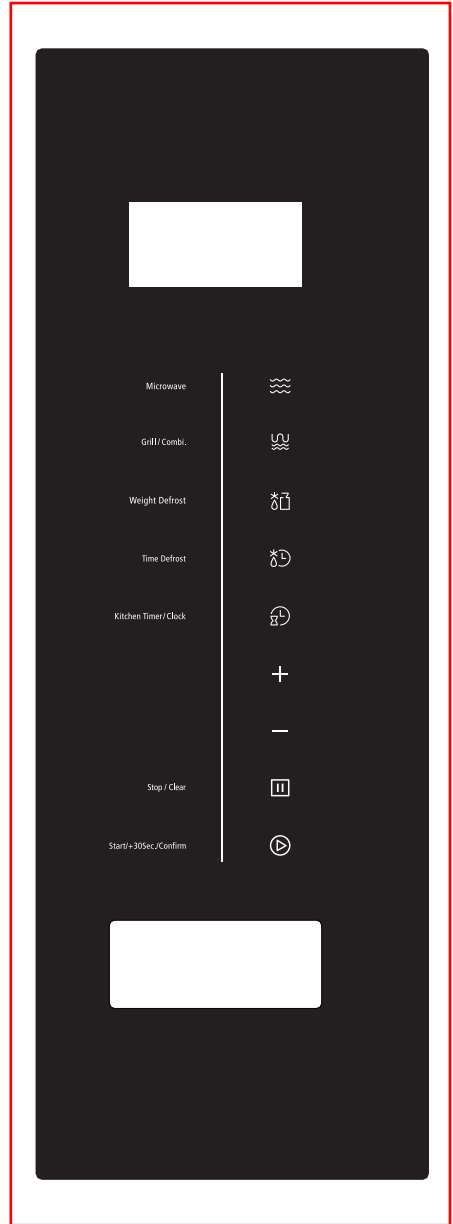 Microwave
Grill/Combi.
Weight Defrost
Time Defrost
Kitchen Timer/Clock
+
−
Stop / Clear
Start/+30Sec./Confirm